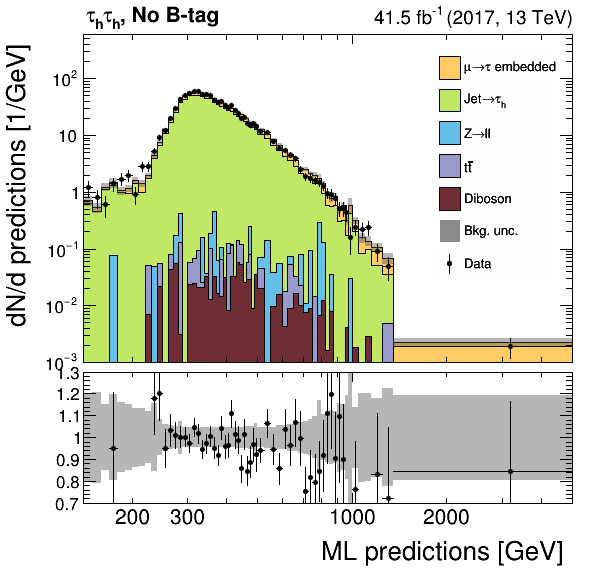 τhτh, No B-tag
41.5 fb⁻¹ (2017, 13 TeV)
dN/d predictions [1/GeV]
10²
10
1
10⁻¹
10⁻²
10⁻³
μ→τ embedded
Jet→τh
Z→ll
tt̄
Diboson
Bkg. unc.
Data
1.3
1.2
1.1
1
0.9
0.8
0.7
200 300 1000 2000
ML predictions [GeV]